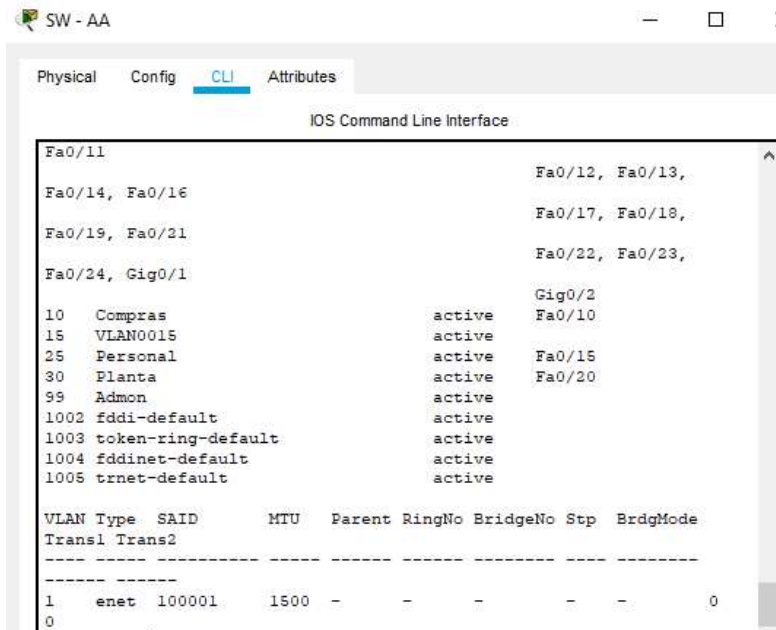 SW - AA
Physical Config CLI Attributes
IOS Command Line Interface
Fa0/11
Fa0/12, Fa0/13,
Fa0/14, Fa0/16
Fa0/17, Fa0/18,
Fa0/19, Fa0/21
Fa0/22, Fa0/23,
Fa0/24, Gig0/1
Gig0/2
10 Compras active Fa0/10
15 VLAN0015 active
25 Personal active Fa0/15
30 Planta active Fa0/20
99 Admon active
1002 fddi-default active
1003 token-ring-default active
1004 fddinet-default active
1005 trnet-default active
VLAN Type SAID MTU Parent RingNo BridgeNo Stp BrdgMode
Trans1 Trans2
---- ----- ---------- ----- ------ ------ -------- ---- --------
------ ------
1 enet 100001 1500 - - - - - 0
0